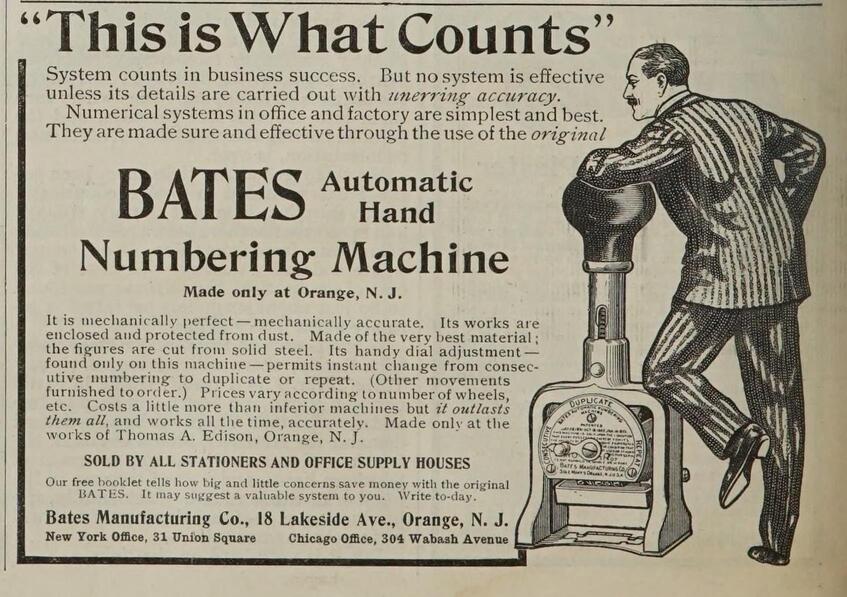 “This is What Counts”
System counts in business success. But no system is effective
unless its details are carried out with unerring accuracy.
Numerical systems in office and factory are simplest and best.
They are made sure and effective through the use of the original
BATES Automatic
Hand
Numbering Machine
Made only at Orange, N. J.
It is mechanically perfect—mechanically accurate. Its works are
enclosed and protected from dust. Made of the very best material;
the figures are cut from solid steel. Its handy dial adjustment—
found only on this machine—permits instant change from consec-
utive numbering to duplicate or repeat. (Other movements
furnished to order.) Prices vary according to number of wheels,
etc. Costs a little more than inferior machines but it outlasts
them all, and works all the time, accurately. Made only at the
works of Thomas A. Edison, Orange, N. J.
SOLD BY ALL STATIONERS AND OFFICE SUPPLY HOUSES
Our free booklet tells how big and little concerns save money with the original
BATES. It may suggest a valuable system to you. Write to-day.
Bates Manufacturing Co., 18 Lakeside Ave., Orange, N. J.
New York Office, 31 Union Square Chicago Office, 304 Wabash Avenue
DUPLICATE
CONSECUTIVE
REPEAT
BATES AUTOMATIC NUMBERING
MACHINE
PATENTED
BATES MANUFACTURING CO.